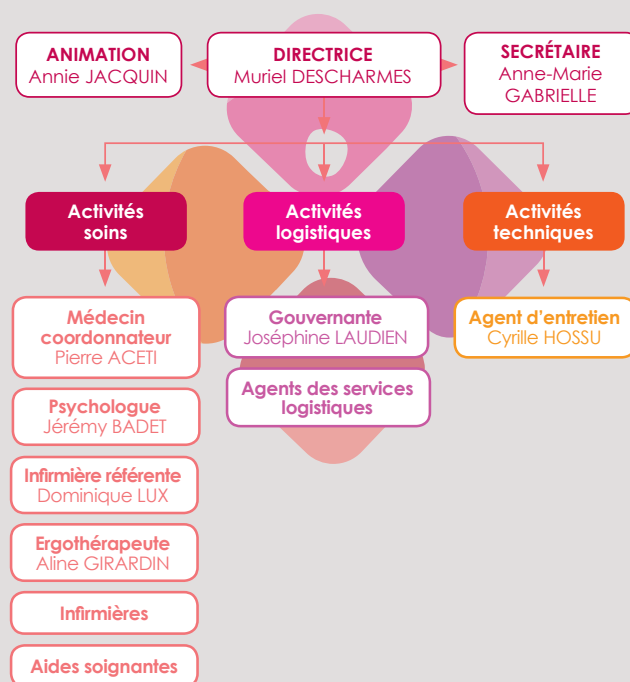 ANIMATION
Annie JACQUIN
DIRECTRICE
Muriel DESCHARMES
SECRÉTAIRE
Anne-Marie
GABRIELLE
Activités
soins
Activités
logistiques
Activités
techniques
Médecin
coordonnateur
Pierre ACETI
Psychologue
Jérémy BADET
Infirmière référente
Dominique LUX
Ergothérapeute
Aline GIRARDIN
Infirmières
Aides soignantes
Gouvernante
Joséphine LAUDIEN
Agents des services
logistiques
Agent d'entretien
Cyrille HOSSU